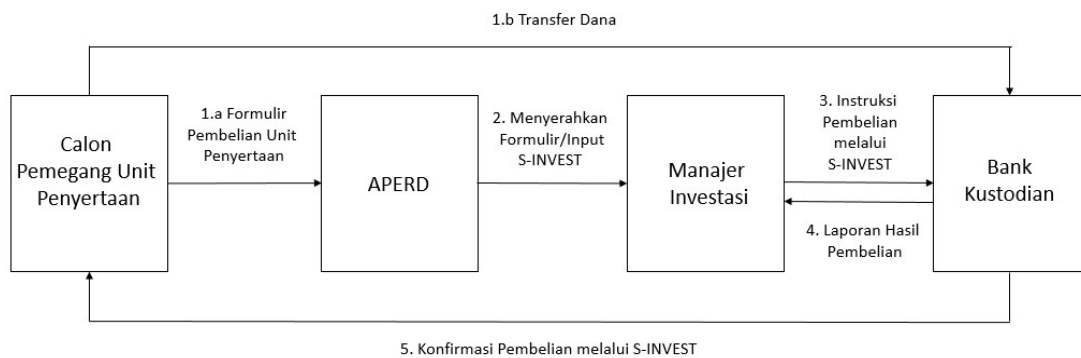 1.b Transfer Dana
Calon
Pemegang Unit
Penyertaan
1.a Formulir
Pembelian Unit
Penyertaan
APERD
2. Menyerahkan
Formulir/Input
S-INVEST
Manajer
Investasi
3. Instruksi
Pembelian
melalui
S-INVEST
4. Laporan Hasil
Pembelian
Bank
Kustodian
5. Konfirmasi Pembelian melalui S-INVEST